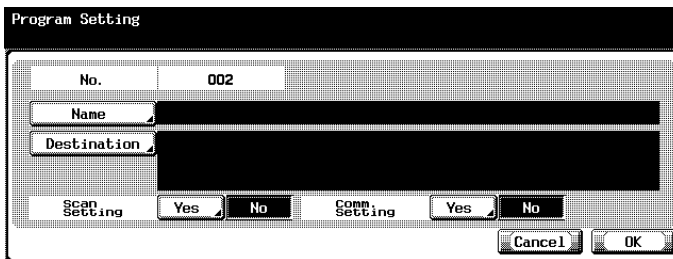 Program Setting
No. 002
Name
Destination
Scan Setting Yes No Comm. Setting Yes No
Cancel OK